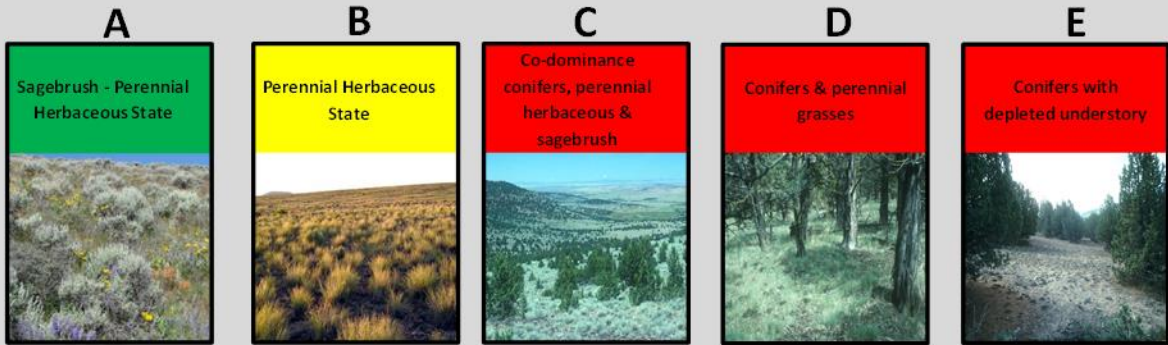 A
B
C
D
E
Sagebrush - Perennial
Herbaceous State
Perennial Herbaceous
State
Co-dominance
conifers, perennial
herbaceous &
sagebrush
Conifers & perennial
grasses
Conifers with
depleted understory